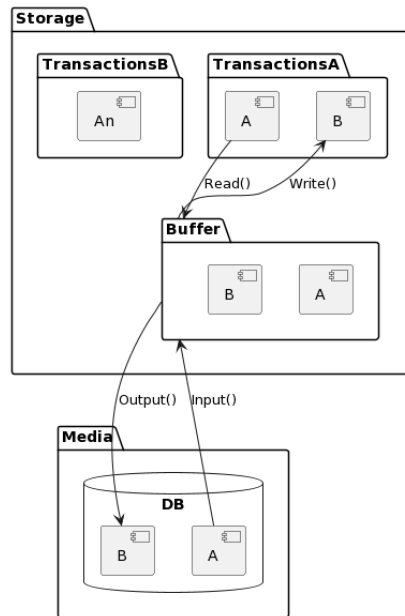 Storage
TransactionsB
TransactionsA
An
A
B
Read()
Write()
Buffer
B
A
Output()
Input()
Media
DB
B
A